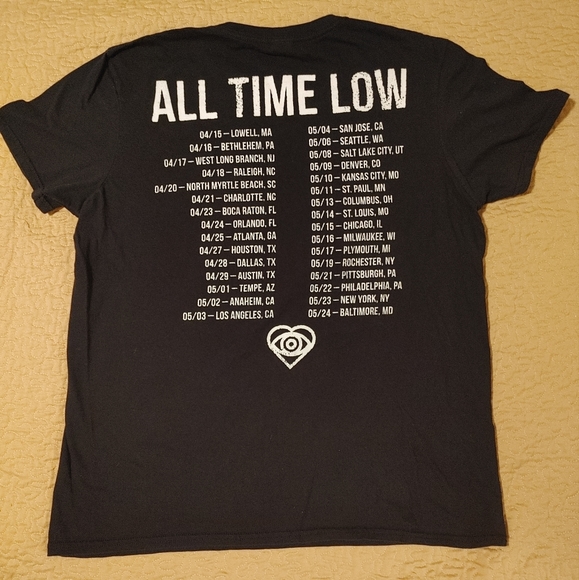 ALL TIME LOW
04/15 – LOWELL, MA
04/16 – BETHLEHEM, PA
04/17 – WEST LONG BRANCH, NJ
04/18 – RALEIGH, NC
04/20 – NORTH MYRTLE BEACH, SC
04/21 – CHARLOTTE, NC
04/23 – BOCA RATON, FL
04/24 – ORLANDO, FL
04/25 – ATLANTA, GA
04/27 – HOUSTON, TX
04/28 – DALLAS, TX
04/29 – AUSTIN, TX
05/01 – TEMPE, AZ
05/02 – ANAHEIM, CA
05/03 – LOS ANGELES, CA
05/04 – SAN JOSE, CA
05/06 – SEATTLE, WA
05/08 – SALT LAKE CITY, UT
05/09 – DENVER, CO
05/10 – KANSAS CITY, MO
05/11 – ST. PAUL, MN
05/13 – COLUMBUS, OH
05/14 – ST. LOUIS, MO
05/15 – CHICAGO, IL
05/16 – MILWAUKEE, WI
05/17 – PLYMOUTH, MI
05/19 – ROCHESTER, NY
05/21 – PITTSBURGH, PA
05/22 – PHILADELPHIA, PA
05/23 – NEW YORK, NY
05/24 – BALTIMORE, MD